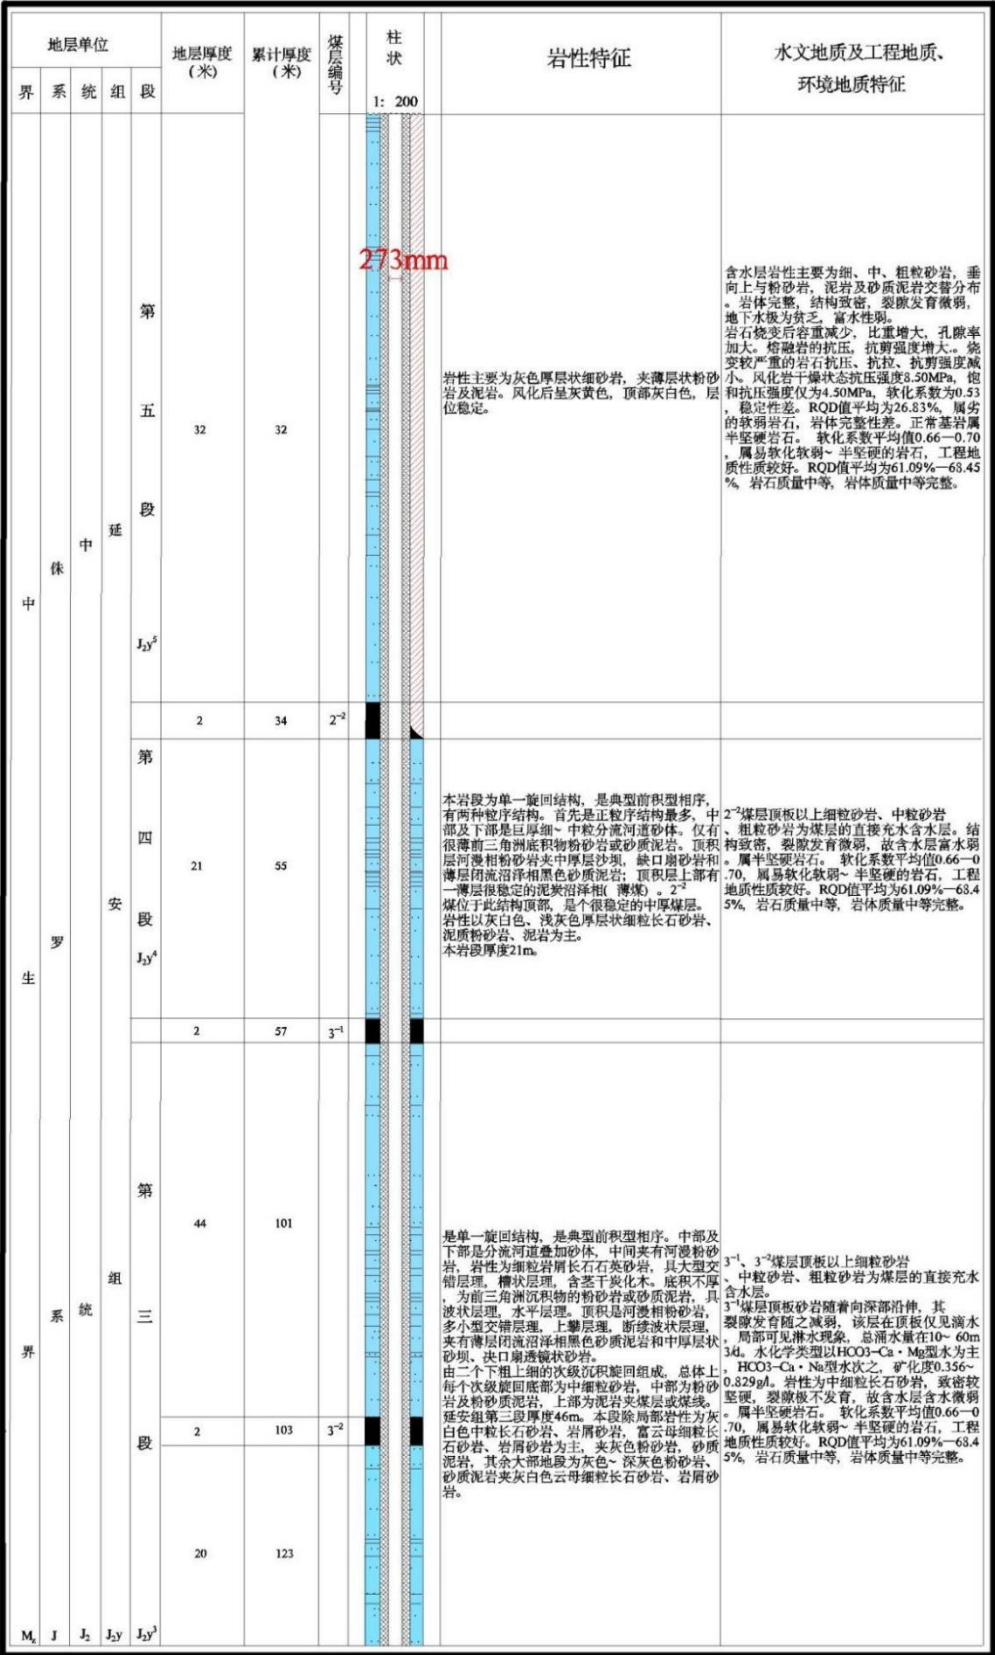 地层单位
界 系 统 组 段
地层厚度
(米)
累计厚度
(米)
煤层编号
柱
状
1: 200
岩性特征
水文地质及工程地质、
环境地质特征
中生界
Mz
侏罗系
J
中统
J₂
延安组
J₂y
第五段
J₂y⁵
32
32
273mm
岩性主要为灰色厚层状细砂岩，夹薄层状粉砂
岩及泥岩。风化后呈灰黄色，顶部灰白色，层
位稳定。
含水层岩性主要为细、中、粗粒砂岩，垂
向上与粉砂岩，泥岩及砂质泥岩交替分布
。岩体完整，结构致密，裂隙发育微弱，
地下水极为贫乏，富水性弱。
岩石烧变后容重减少，比重增大，孔隙率
加大。熔融岩的抗压，抗剪强度增大.。烧
变较严重的岩石抗压、抗拉、抗剪强度减
小。风化岩干燥状态抗压强度8.50MPa，饱
和抗压强度仅为4.50MPa，软化系数为0.53
，稳定性差。RQD值平均为26.83%，属劣
的软弱岩石，岩体完整性差。正常基岩属
半坚硬岩石。 软化系数平均值0.66—0.70
，属易软化软弱~ 半坚硬的岩石，工程地
质性质较好。RQD值平均为61.09%—68.45
%，岩石质量中等，岩体质量中等完整。
2
34
2⁻²
第四段
J₂y⁴
21
55
本岩段为单一旋回结构，是典型前积型相序，
有两种粒序结构。首先是正粒序结构最多，中
部及下部是巨厚细~ 中粒分流河道砂体。仅有
很薄前三角洲底积物粉砂岩或砂质泥岩。顶积
层河漫相粉砂岩夹中厚层沙坝，缺口扇砂岩和
薄层闭流沼泽相黑色砂质泥岩；顶积层上部有
一薄层很稳定的泥炭沼泽相( 薄煤) 。2⁻²
煤位于此结构顶部，是个很稳定的中厚煤层。
岩性以灰白色、浅灰色厚层状细粒长石砂岩、
泥质粉砂岩、泥岩为主。
本岩段厚度21m。
2⁻²煤层顶板以上细粒砂岩、中粒砂岩
、粗粒砂岩为煤层的直接充水含水层。结
构致密，裂隙发育微弱，故含水层富水弱
。属半坚硬岩石。 软化系数平均值0.66—0
.70，属易软化软弱~ 半坚硬的岩石，工程
地质性质较好。RQD值平均为61.09%—68.4
5%，岩石质量中等，岩体质量中等完整。
2
57
3⁻¹
第三段
J₂y³
44
101
是单一旋回结构，是典型前积型相序。中部及
下部是分流河道叠加砂体，中间夹有河漫粉砂
岩，岩性为细粒岩屑长石石英砂岩，具大型交
错层理，槽状层理，含茎干炭化木。底积不厚
，为前三角洲沉积物的粉砂岩或砂质泥岩，具
波状层理，水平层理。顶积是河漫相粉砂岩，
多小型交错层理，上攀层理，断续波状层理，
夹有薄层闭流沼泽相黑色砂质泥岩和中厚层状
砂坝、决口扇透镜状砂岩。
由二个下粗上细的次级沉积旋回组成，总体上
每个次级旋回底部为中细粒砂岩，中部为粉砂
岩及粉砂质泥岩，上部为泥岩夹煤层或煤线。
延安组第三段厚度46m。本段除局部岩性为灰
白色中粒长石砂岩、岩屑砂岩，富云母细粒长
石砂岩、岩屑砂岩为主，夹灰色粉砂岩，砂质
泥岩，其余大部地段为灰色~ 深灰色粉砂岩、
砂质泥岩夹灰白色云母细粒长石砂岩、岩屑砂
岩。
3⁻¹、3⁻²煤层顶板以上细粒砂岩
、中粒砂岩、粗粒砂岩为煤层的直接充水
含水层。
3⁻¹煤层顶板砂岩随着向深部沿伸，其
裂隙发育随之减弱，该层在顶板仅见滴水
，局部可见淋水现象，总涌水量在10~ 60m
3/d。水化学类型以HCO3-Ca·Mg型水为主
，HCO3-Ca·Na型水次之，矿化度0.356~
0.829g/l。岩性为中细粒长石砂岩，致密较
坚硬，裂隙极不发育，故含水层含水微弱
。属半坚硬岩石。 软化系数平均值0.66—0
.70，属易软化软弱~ 半坚硬的岩石，工程
地质性质较好。RQD值平均为61.09%—68.4
5%，岩石质量中等，岩体质量中等完整。
2
103
3⁻²
20
123